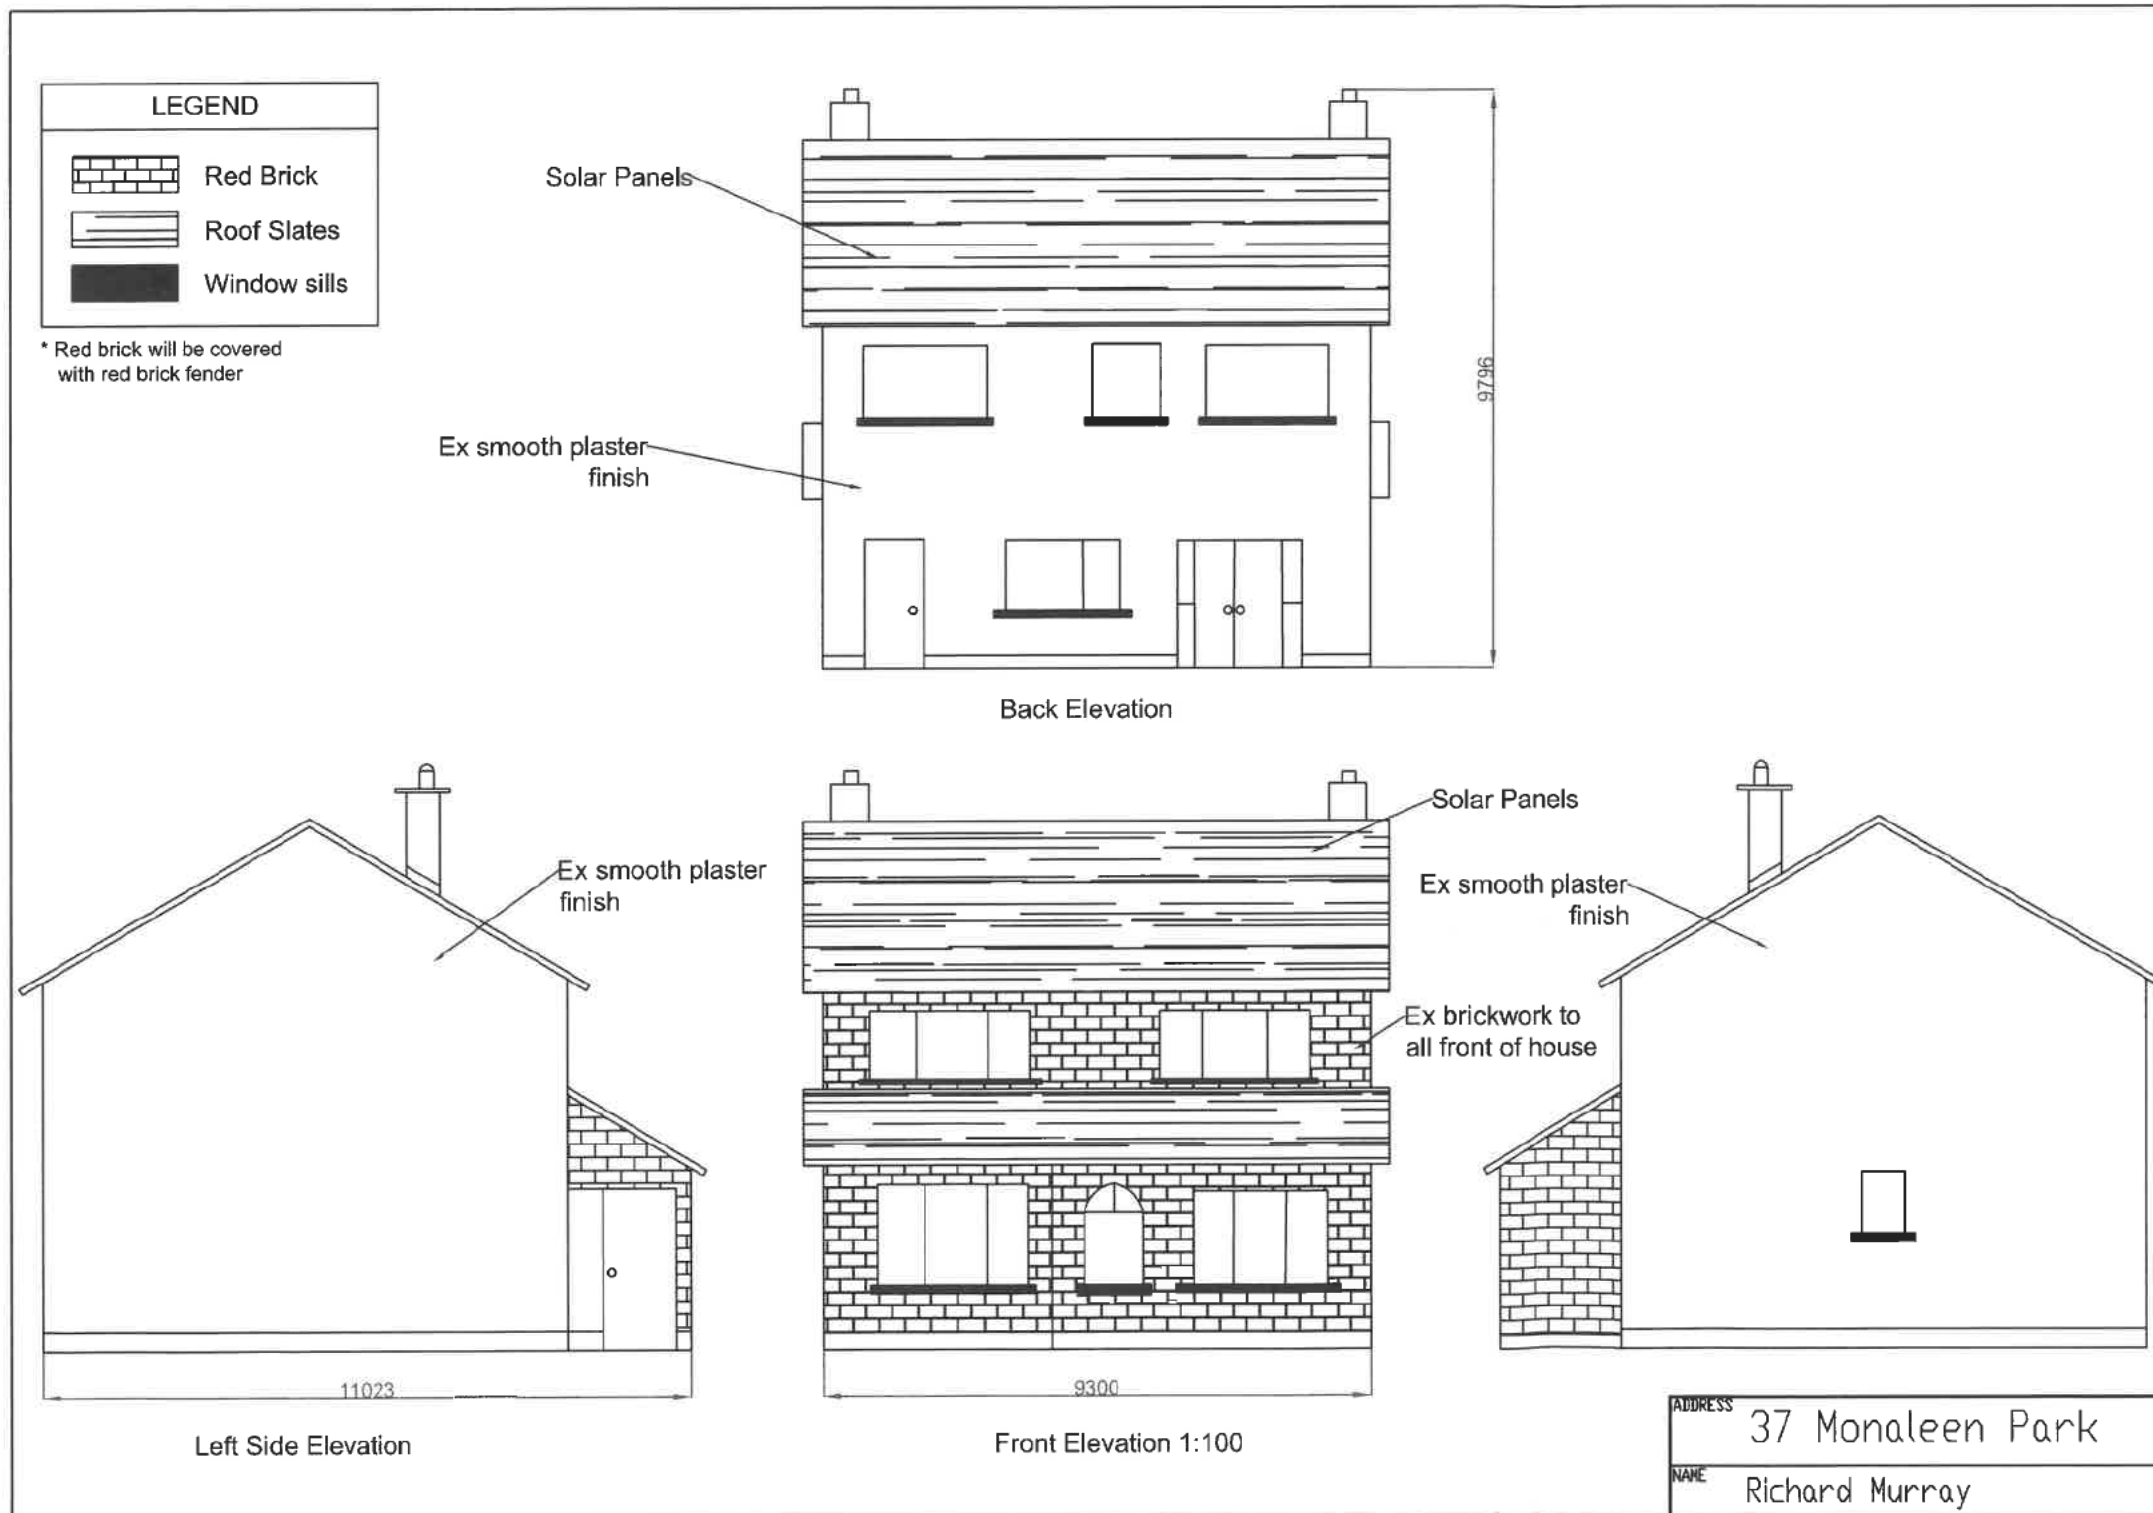 LEGEND
Red Brick
Roof Slates
Window sills
* Red brick will be covered
with red brick fender
Solar Panels
Ex smooth plaster
finish
9796
Back Elevation
Ex smooth plaster
finish
11023
Left Side Elevation
Solar Panels
Ex brickwork to
all front of house
9300
Front Elevation 1:100
Ex smooth plaster
finish
ADDRESS
37 Monaleen Park
NAME
Richard Murray